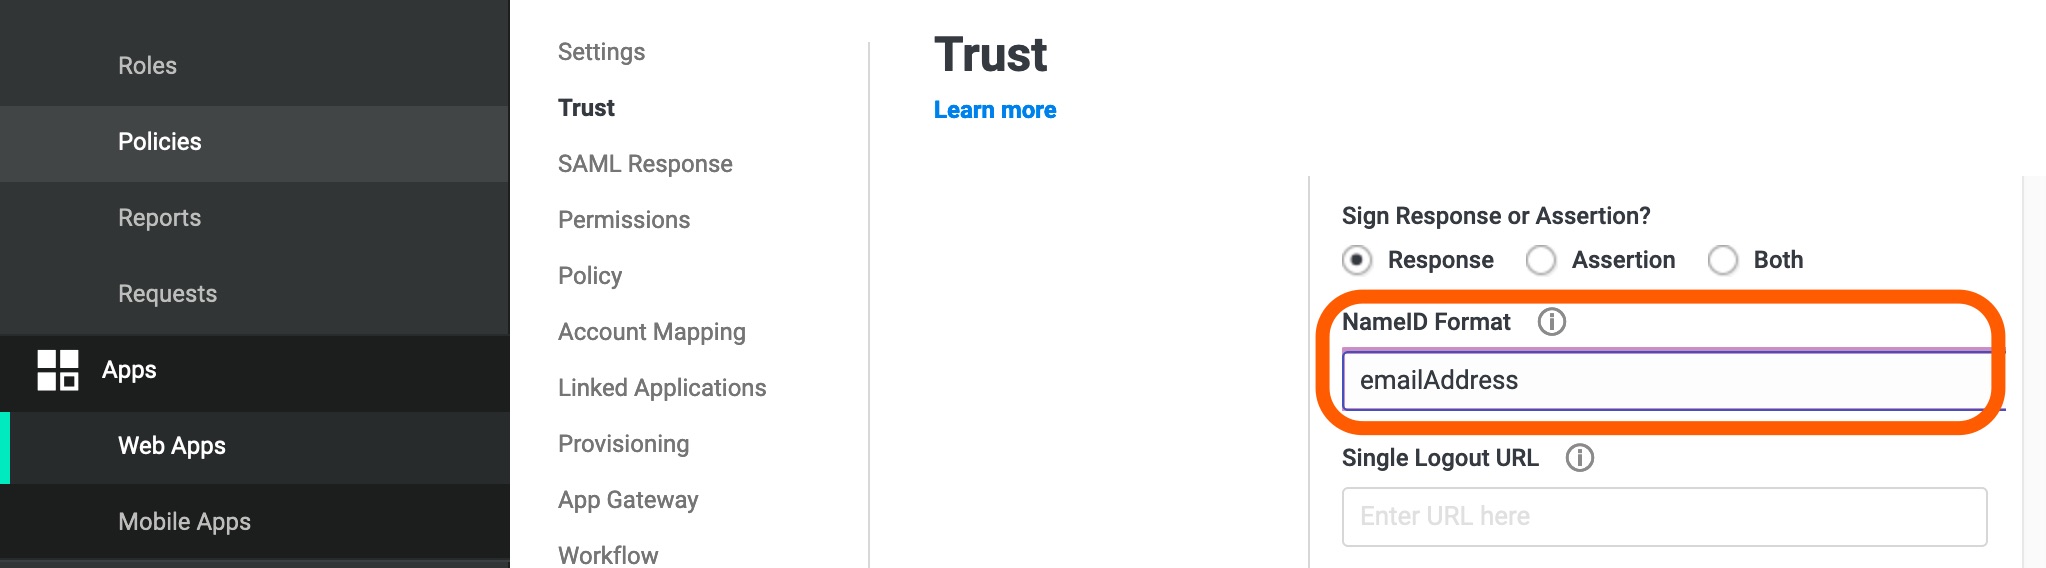 Roles
Policies
Reports
Requests
Apps
Web Apps
Mobile Apps
Settings
Trust
SAML Response
Permissions
Policy
Account Mapping
Linked Applications
Provisioning
App Gateway
Workflow
Trust
Learn more
Sign Response or Assertion?
Response Assertion Both
NameID Format
emailAddress
Single Logout URL
Enter URL here